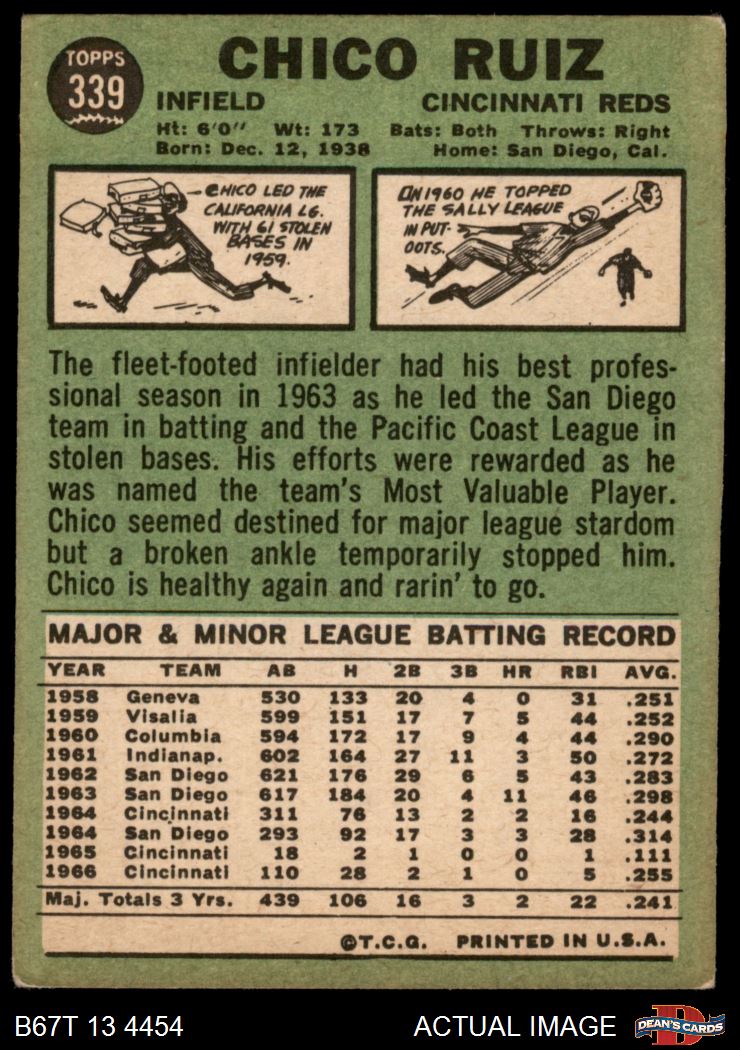 TOPPS
339
CHICO RUIZ
INFIELD CINCINNATI REDS
Ht: 6'0" Wt: 173 Bats: Both Throws: Right
Born: Dec. 12, 1938 Home: San Diego, Cal.
CHICO LED THE
CALIFORNIA LG.
WITH 61 STOLEN
BASES IN
1959.
IN 1960 HE TOPPED
THE SALLY LEAGUE
IN PUT-
OUTS.
The fleet-footed infielder had his best profes-
sional season in 1963 as he led the San Diego
team in batting and the Pacific Coast League in
stolen bases. His efforts were rewarded as he
was named the team's Most Valuable Player.
Chico seemed destined for major league stardom
but a broken ankle temporarily stopped him.
Chico is healthy again and rarin' to go.
MAJOR & MINOR LEAGUE BATTING RECORD
YEAR TEAM AB H 2B 3B HR RBI AVG.
1958 Geneva 530 133 20 4 0 31 .251
1959 Visalia 599 151 17 7 5 44 .252
1960 Columbia 594 172 17 9 4 44 .290
1961 Indianap. 602 164 27 11 3 50 .272
1962 San Diego 621 176 29 6 5 43 .283
1963 San Diego 617 184 20 4 11 46 .298
1964 Cincinnati 311 76 13 2 2 16 .244
1964 San Diego 293 92 17 3 3 28 .314
1965 Cincinnati 18 2 1 0 0 1 .111
1966 Cincinnati 110 28 2 1 0 5 .255
Maj. Totals 3 Yrs. 439 106 16 3 2 22 .241
©T.C.G. PRINTED IN U.S.A.
B67T 13 4454 ACTUAL IMAGE D DEAN'S CARDS